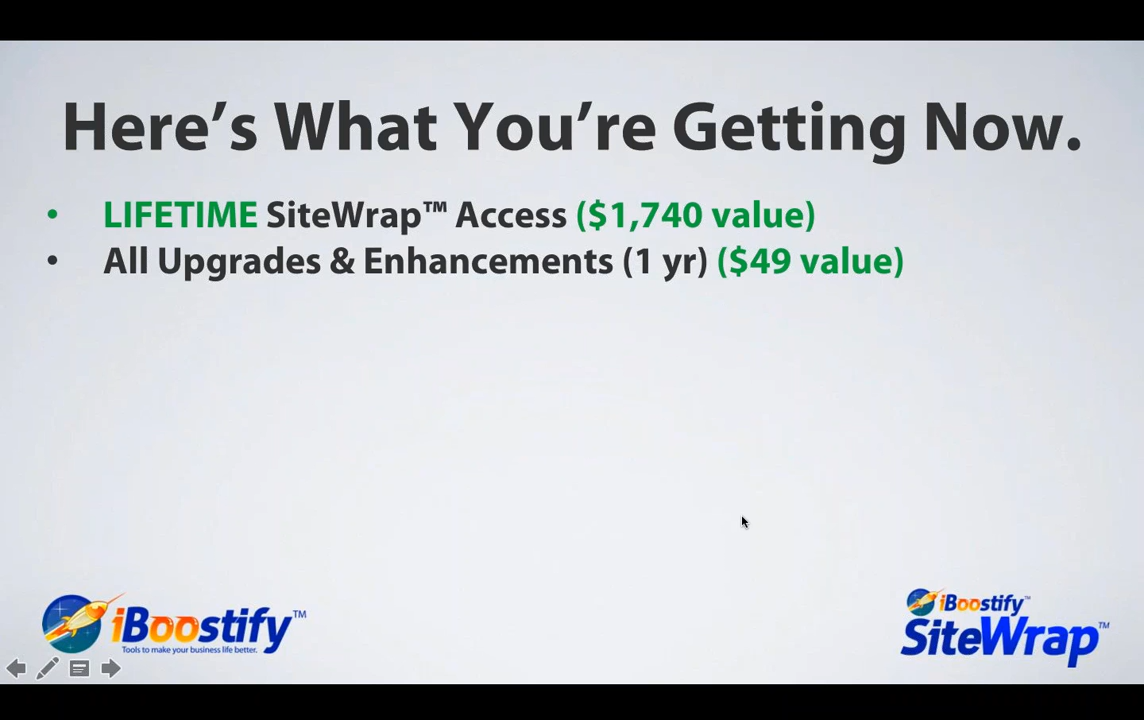 Here’s What You’re Getting Now.
• LIFETIME SiteWrap™ Access ($1,740 value)
• All Upgrades & Enhancements (1 yr) ($49 value)
iBoostify™
Tools to make your business life better.
iBoostify™
SiteWrap™